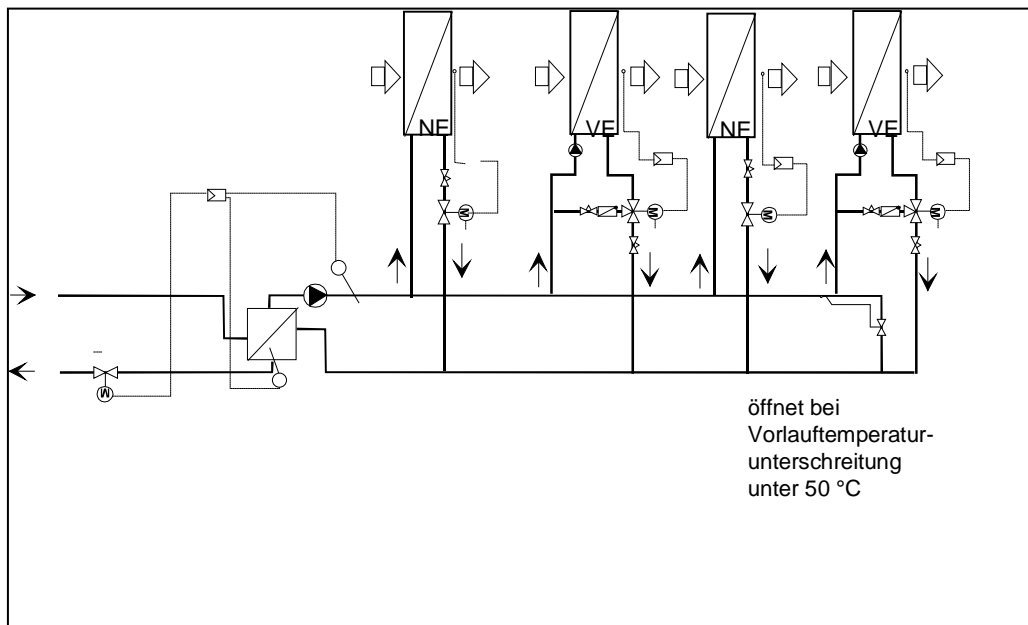 NE
VE
NE
VE
M
M
M
M
M
öffnet bei
Vorlauftemperatur-
unterschreitung
unter 50 °C